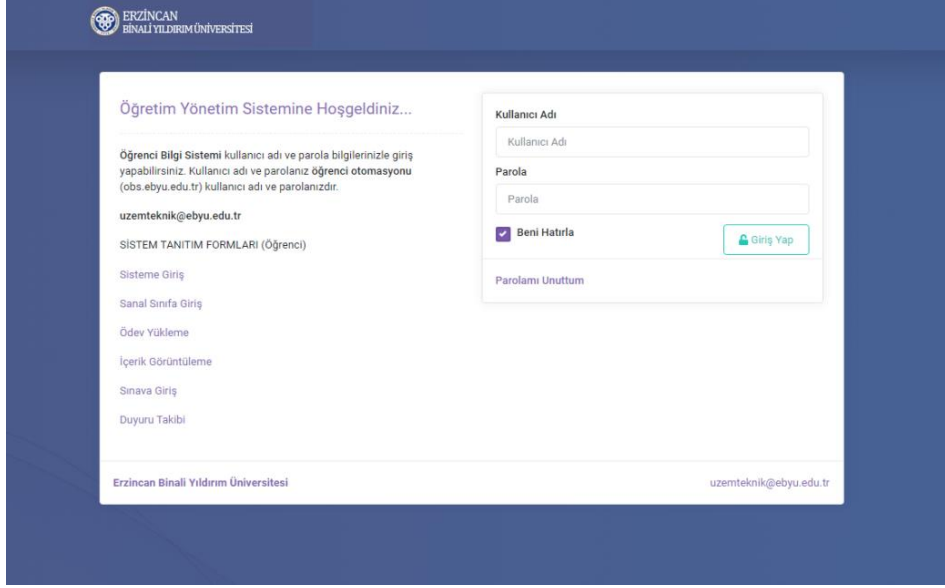 ERZİNCAN
BİNALİ YILDIRIM ÜNİVERSİTESİ
Öğretim Yönetim Sistemine Hoşgeldiniz...
Öğrenci Bilgi Sistemi kullanıcı adı ve parola bilgilerinizle giriş
yapabilirsiniz. Kullanıcı adı ve parolanız öğrenci otomasyonu
(obs.ebyu.edu.tr) kullanıcı adı ve parolanızdır.
uzemteknik@ebyu.edu.tr
SİSTEM TANITIM FORMLARI (Öğrenci)
Sisteme Giriş
Sanal Sınıfa Giriş
Ödev Yükleme
İçerik Görüntüleme
Sınava Giriş
Duyuru Takibi
Kullanıcı Adı
Kullanıcı Adı
Parola
Parola
Beni Hatırla
Giriş Yap
Parolamı Unuttum
Erzincan Binali Yıldırım Üniversitesi
uzemteknik@ebyu.edu.tr